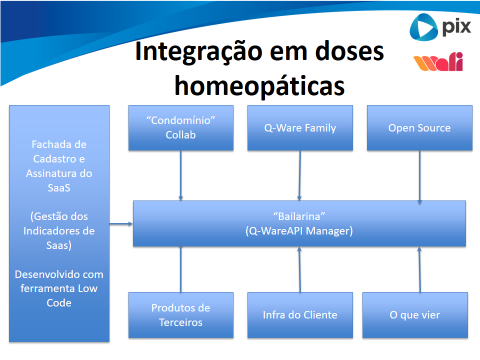 pix
wafi
Integração em doses
homeopáticas
Fachada de
Cadastro e
Assinatura do
SaaS
(Gestão dos
Indicadores de
Saas)
Desenvolvido com
ferramenta Low
Code
“Condomínio”
Collab
Q-Ware Family
Open Source
“Bailarina”
(Q-WareAPI Manager)
Produtos de
Terceiros
Infra do Cliente
O que vier